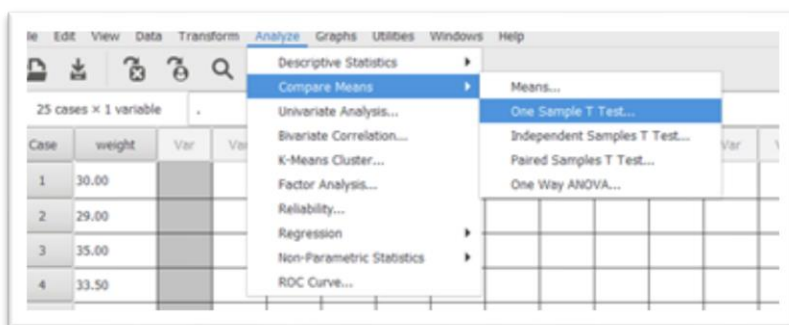 le Edit View Data Transform Analyze Graphs Utilities Windows Help
Descriptive Statistics
Compare Means
Means...
25 cases × 1 variable .
Univariate Analysis...
One Sample T Test...
Bivariate Correlation...
Independent Samples T Test...
Case weight Var Var
K-Means Cluster...
Paired Samples T Test...
Var
Factor Analysis...
One Way ANOVA...
1 30.00
Reliability...
2 29.00
Regression
3 35.00
Non-Parametric Statistics
4 33.50
ROC Curve...